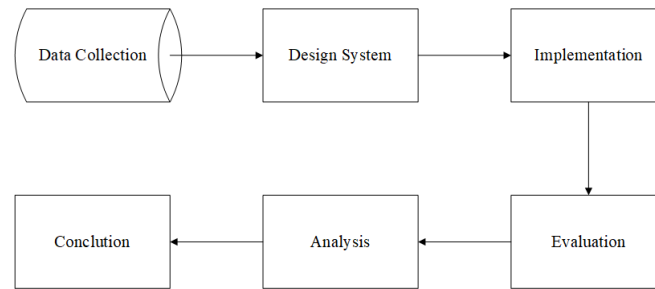 Data Collection
Design System
Implementation
Evaluation
Analysis
Conclution